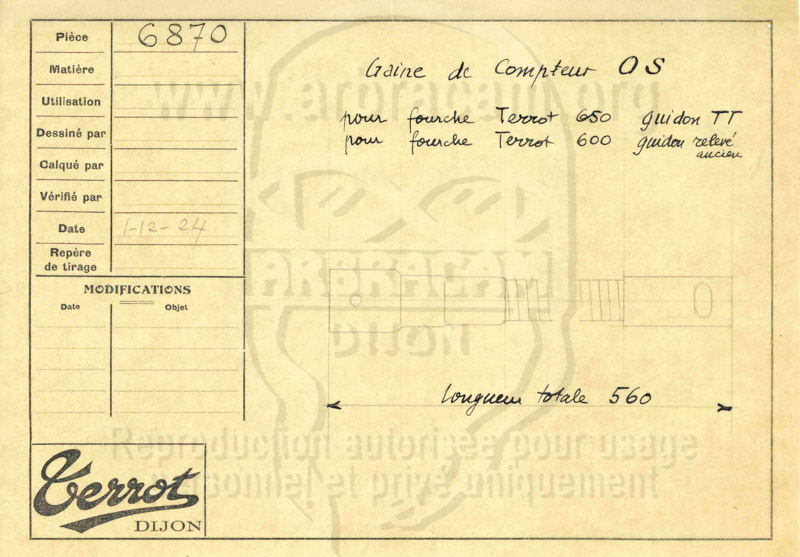 Pièce 6870
Matière
Utilisation
Dessiné par
Calqué par
Vérifié par
Date 1-12-24
Repère
de tirage
MODIFICATIONS
Date Objet
Gaine de Compteur OS
pour fourche Terrot 650 guidon TT
pour fourche Terrot 600 guidon relevé
ancien
longueur totale 560
Terrot
DIJON
www.arbracam.org
ARBRACAM
DIJON
Reproduction autorisée pour usage
personnel et privé uniquement